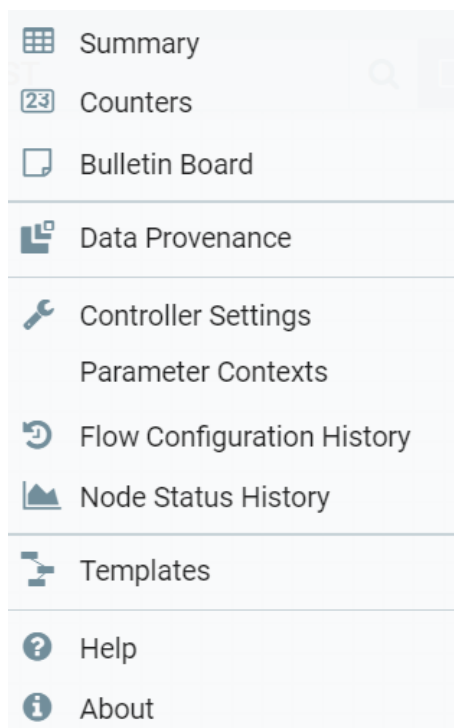 Summary
23 Counters
Bulletin Board
Data Provenance
Controller Settings
Parameter Contexts
Flow Configuration History
Node Status History
Templates
? Help
i About